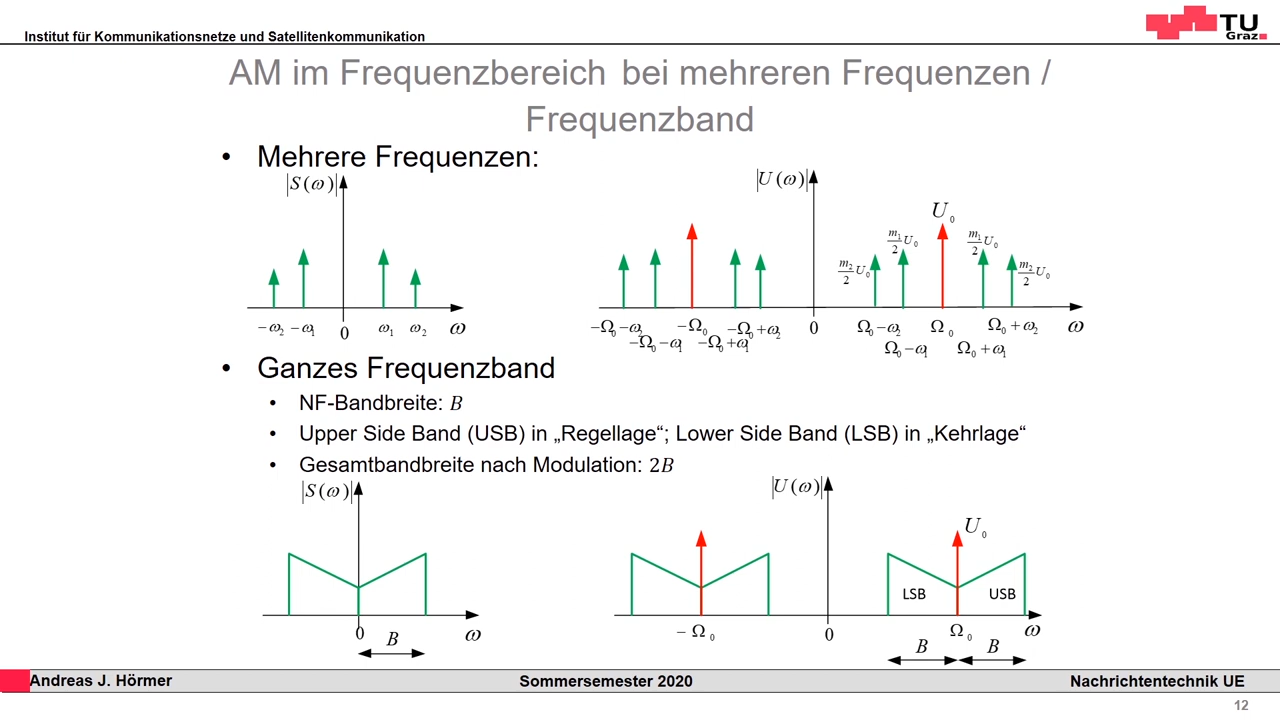 Institut für Kommunikationsnetze und Satellitenkommunikation
TU
Graz
AM im Frequenzbereich bei mehreren Frequenzen /
Frequenzband
• Mehrere Frequenzen:
|S(ω)|
−ω₂ −ω₁ 0 ω₁ ω₂ ω
|U(ω)|
U₀
m₁/2 U₀ m₁/2 U₀
m₂/2 U₀ m₂/2 U₀
−Ω₀−ω₂ −Ω₀ −Ω₀+ω₂ 0 Ω₀−ω₂ Ω₀ Ω₀+ω₂ ω
−Ω₀−ω₁ −Ω₀+ω₁ Ω₀−ω₁ Ω₀+ω₁
• Ganzes Frequenzband
• NF-Bandbreite: B
• Upper Side Band (USB) in „Regellage“; Lower Side Band (LSB) in „Kehrlage“
• Gesamtbandbreite nach Modulation: 2B
|S(ω)|
0 ω
B
|U(ω)|
U₀
LSB USB
−Ω₀ 0 Ω₀ ω
B B
Andreas J. Hörmer Sommersemester 2020 Nachrichtentechnik UE
12